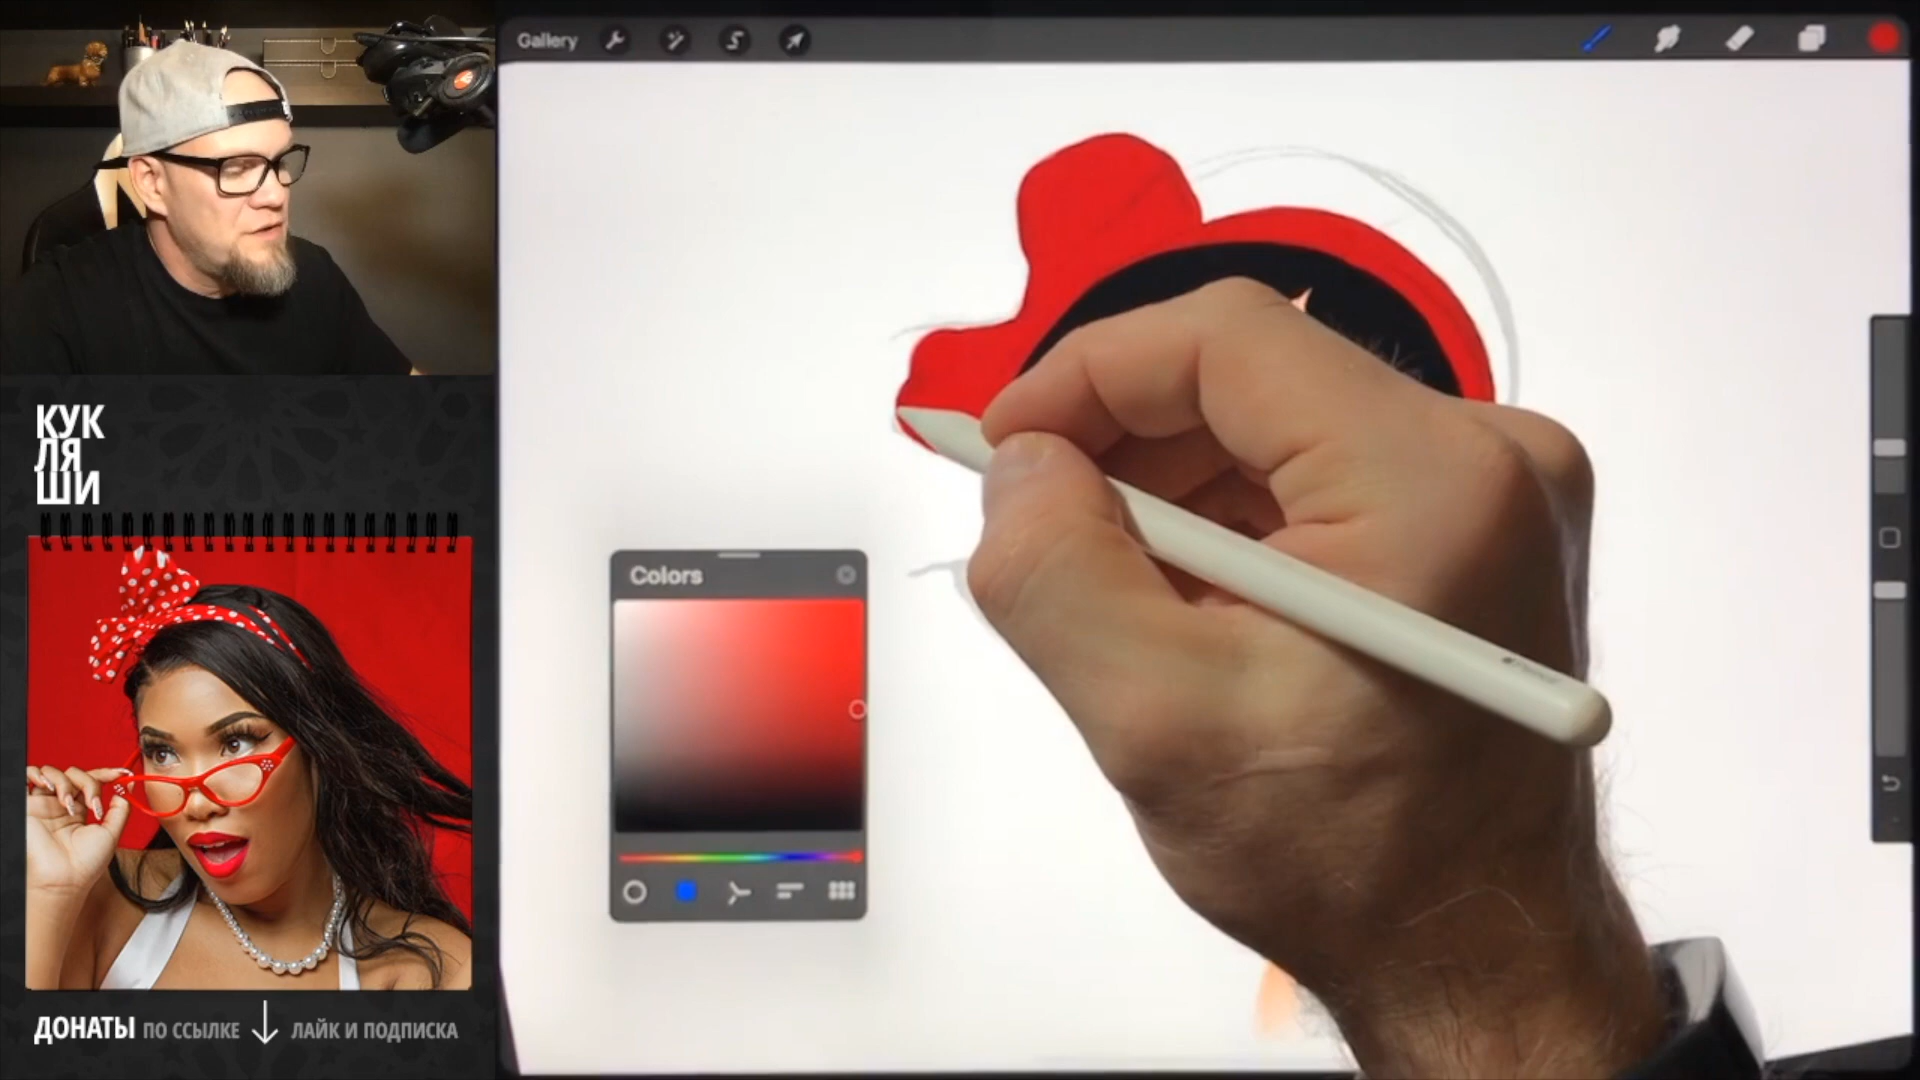 Gallery
КУК
ЛЯ
ШИ
Colors
ДОНАТЫ ПО ССЫЛКЕ ЛАЙК И ПОДПИСКА